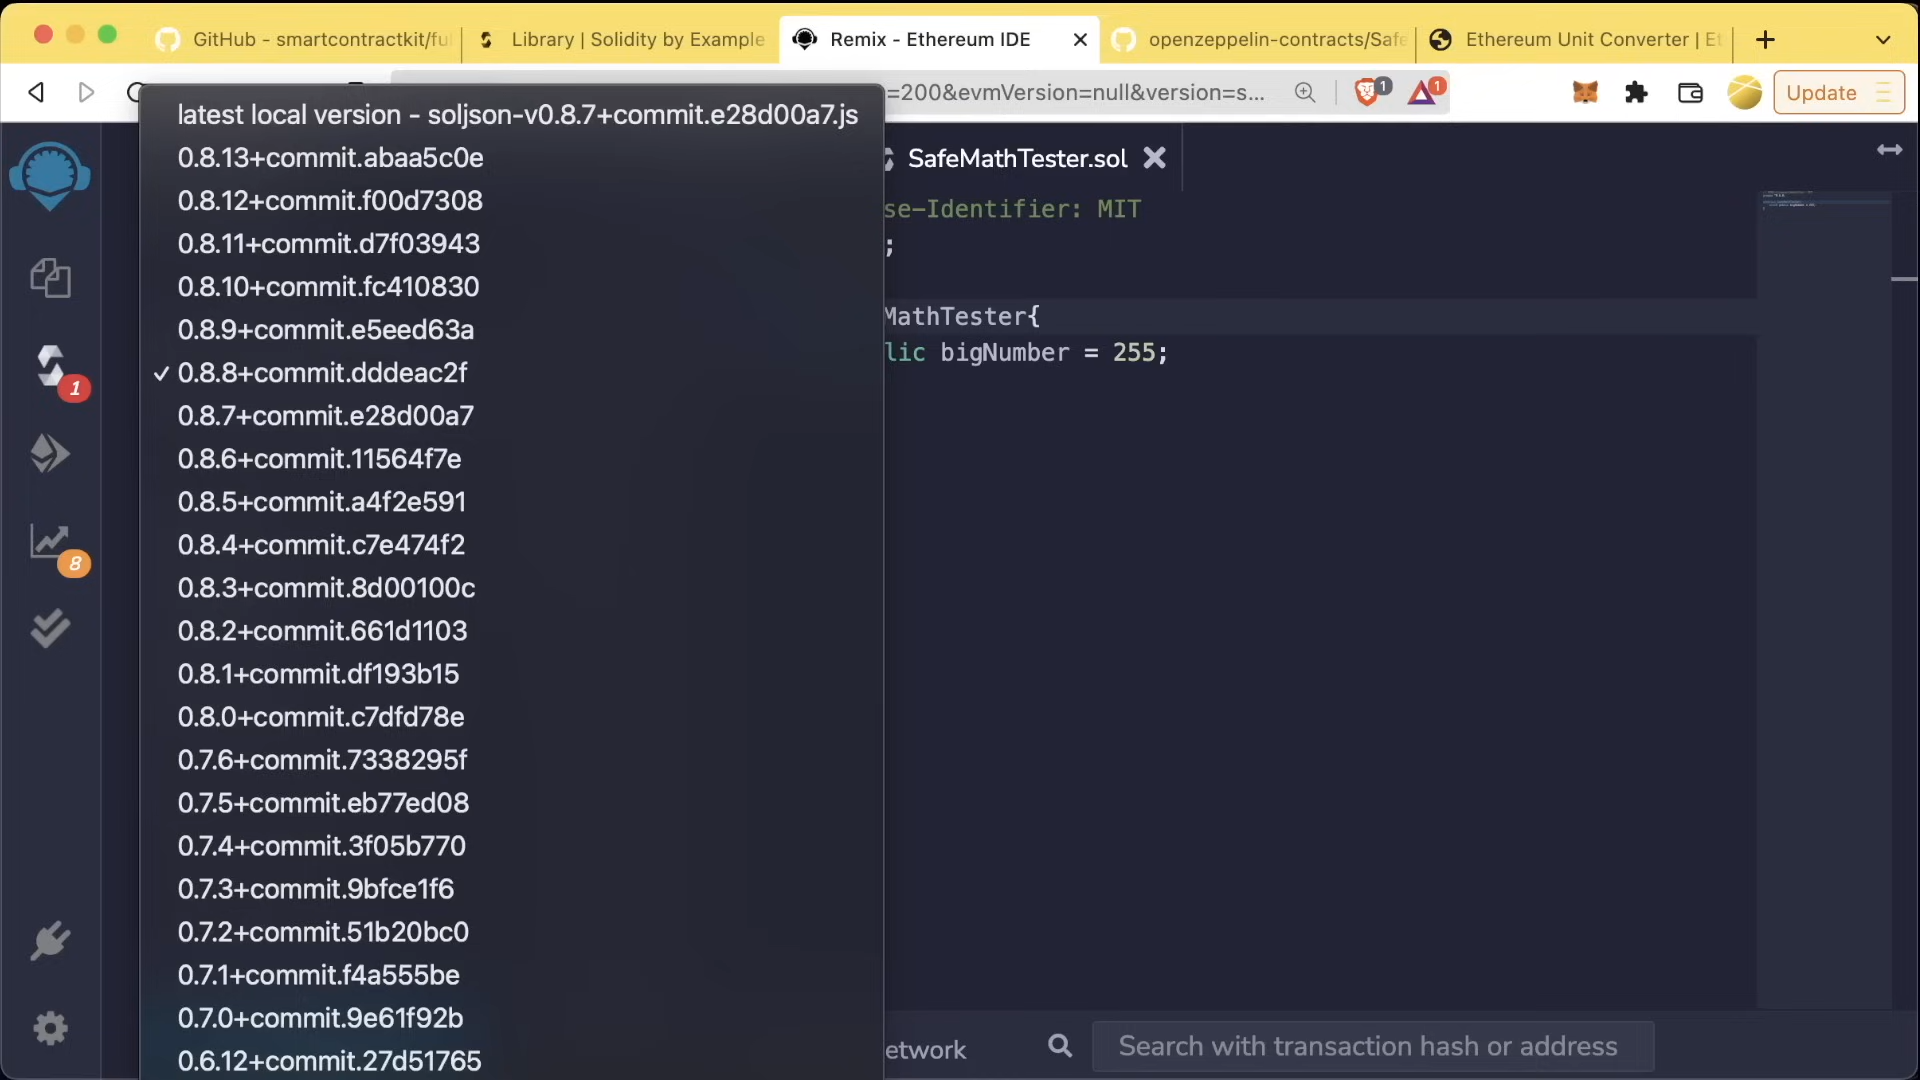 GitHub - smartcontractkit/ful
Library | Solidity by Example
Remix - Ethereum IDE
openzeppelin-contracts/Safe
Ethereum Unit Converter | Et
=200&evmVersion=null&version=s...
1
1
Update
latest local version - soljson-v0.8.7+commit.e28d00a7.js
0.8.13+commit.abaa5c0e
0.8.12+commit.f00d7308
0.8.11+commit.d7f03943
0.8.10+commit.fc410830
0.8.9+commit.e5eed63a
✓ 0.8.8+commit.dddeac2f
0.8.7+commit.e28d00a7
0.8.6+commit.11564f7e
0.8.5+commit.a4f2e591
0.8.4+commit.c7e474f2
0.8.3+commit.8d00100c
0.8.2+commit.661d1103
0.8.1+commit.df193b15
0.8.0+commit.c7dfd78e
0.7.6+commit.7338295f
0.7.5+commit.eb77ed08
0.7.4+commit.3f05b770
0.7.3+commit.9bfce1f6
0.7.2+commit.51b20bc0
0.7.1+commit.f4a555be
0.7.0+commit.9e61f92b
0.6.12+commit.27d51765
1
8
SafeMathTester.sol
se-Identifier: MIT
;
MathTester{
lic bigNumber = 255;
etwork
Search with transaction hash or address